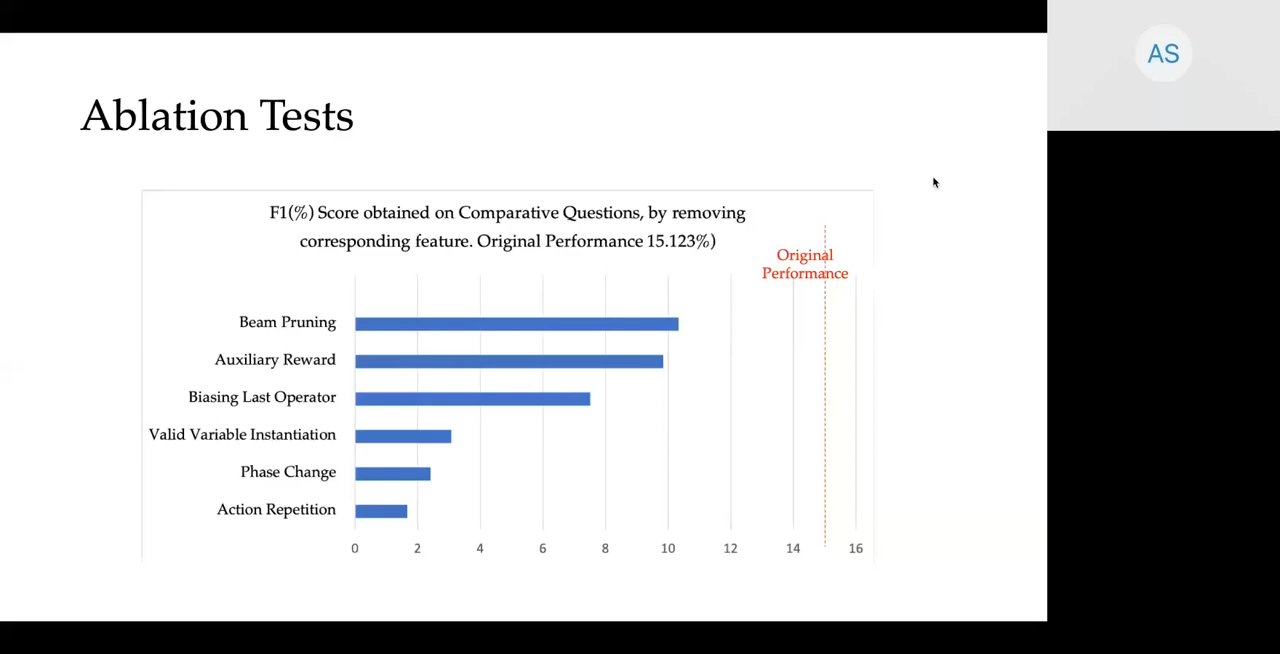 AS
Ablation Tests
F1(%) Score obtained on Comparative Questions, by removing
corresponding feature. Original Performance 15.123%)
Original
Performance
Beam Pruning
Auxiliary Reward
Biasing Last Operator
Valid Variable Instantiation
Phase Change
Action Repetition
0 2 4 6 8 10 12 14 16